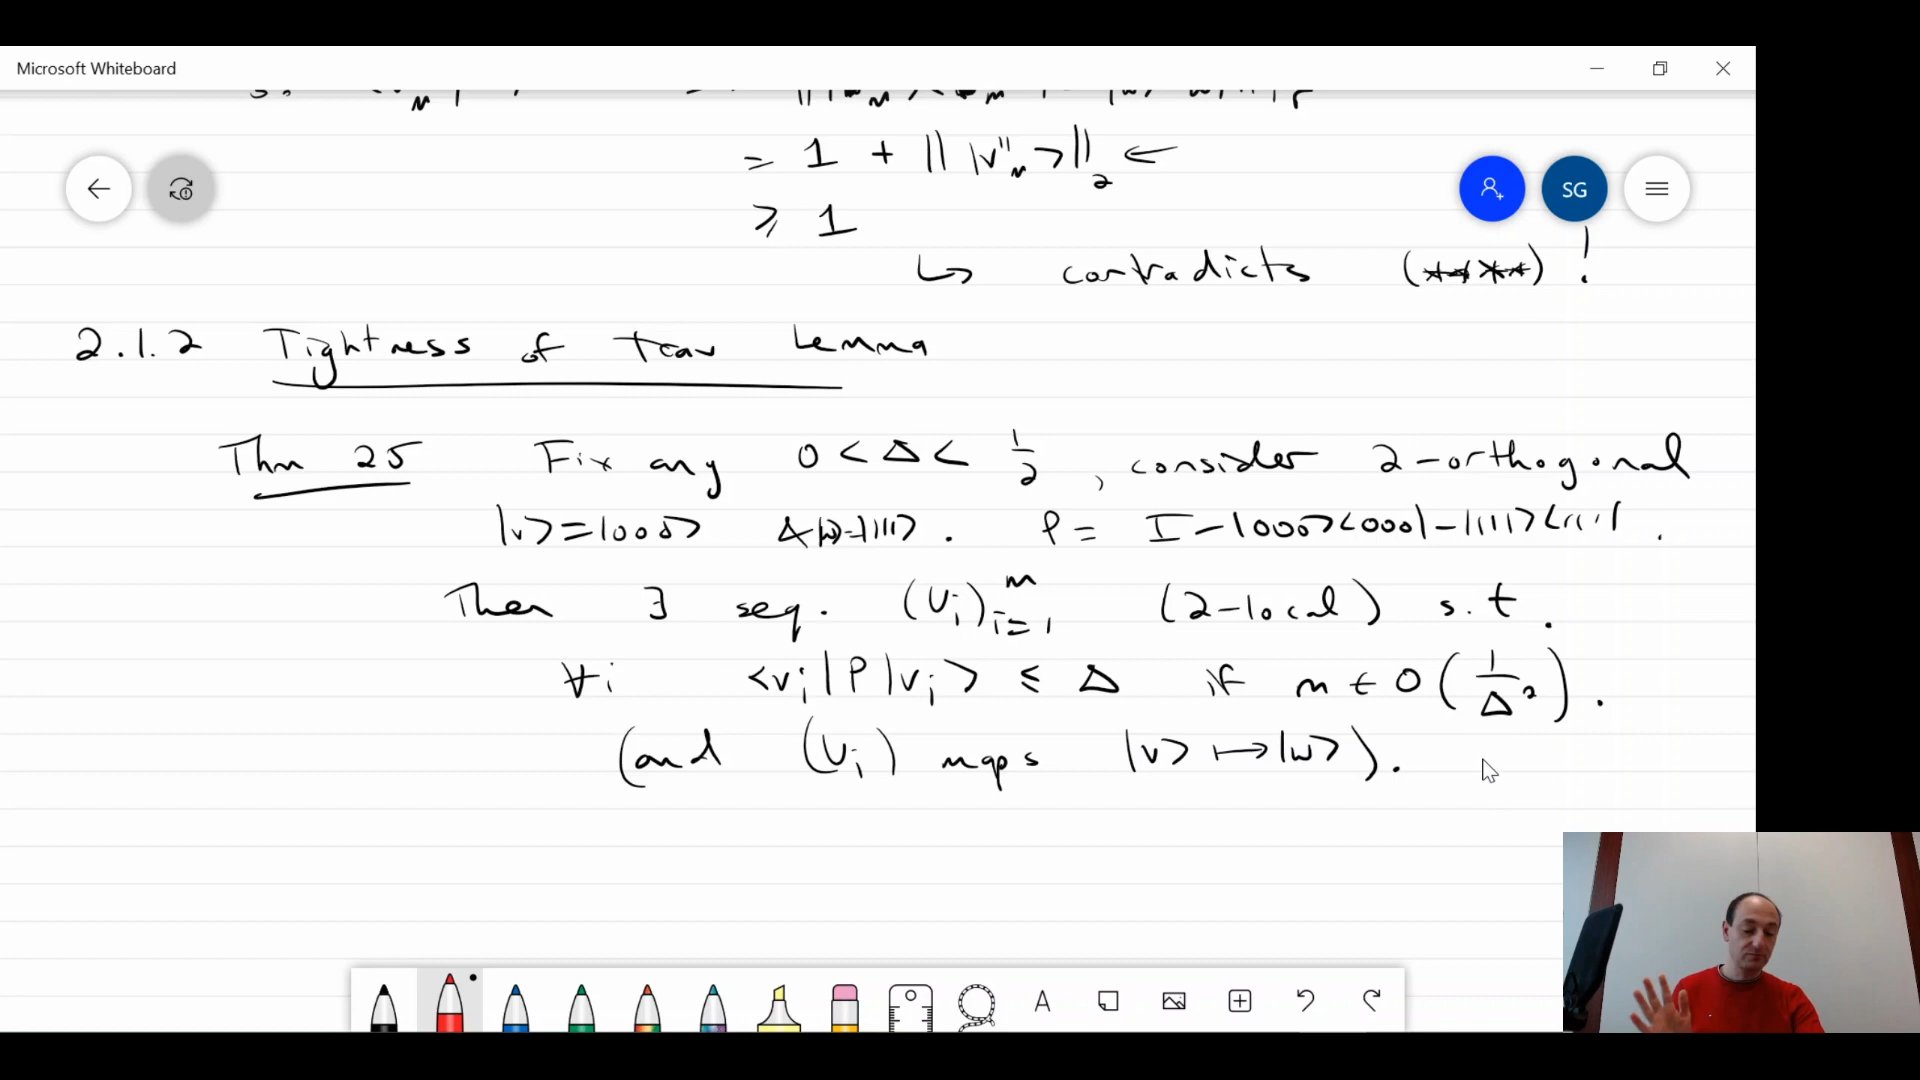 Microsoft Whiteboard
= 1 + || |v''_m>||_2 ←
≥ 1
SG
↳ contradicts (****) !
2.1.2 Tightness of Trav Lemma
Thm 25 Fix any 0 < Δ < 1/2, consider 2-orthogonal
|v>=|000> & |w>=|111>. P = I-|000><000|-|111><111|.
Then ∃ seq. (U_i)_{i=1}^m (2-local) s.t.
∀i <v_i|P|v_i> ≤ Δ if m ∈ O(1/Δ²).
(and (U_i) maps |v> ↦ |w>).
A